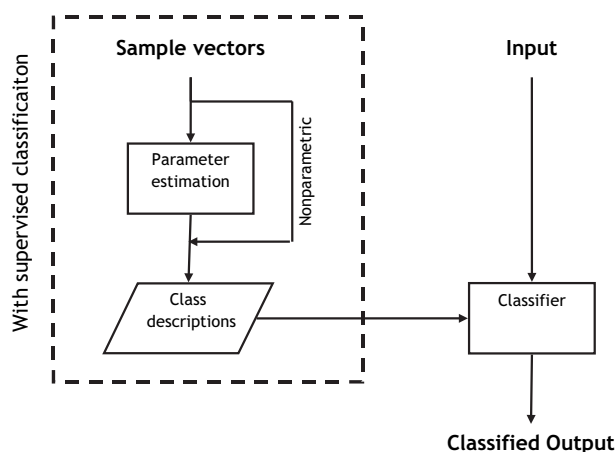 With supervised classificaiton
Sample vectors
Input
Parameter
estimation
Nonparametric
Class
descriptions
Classifier
Classified Output